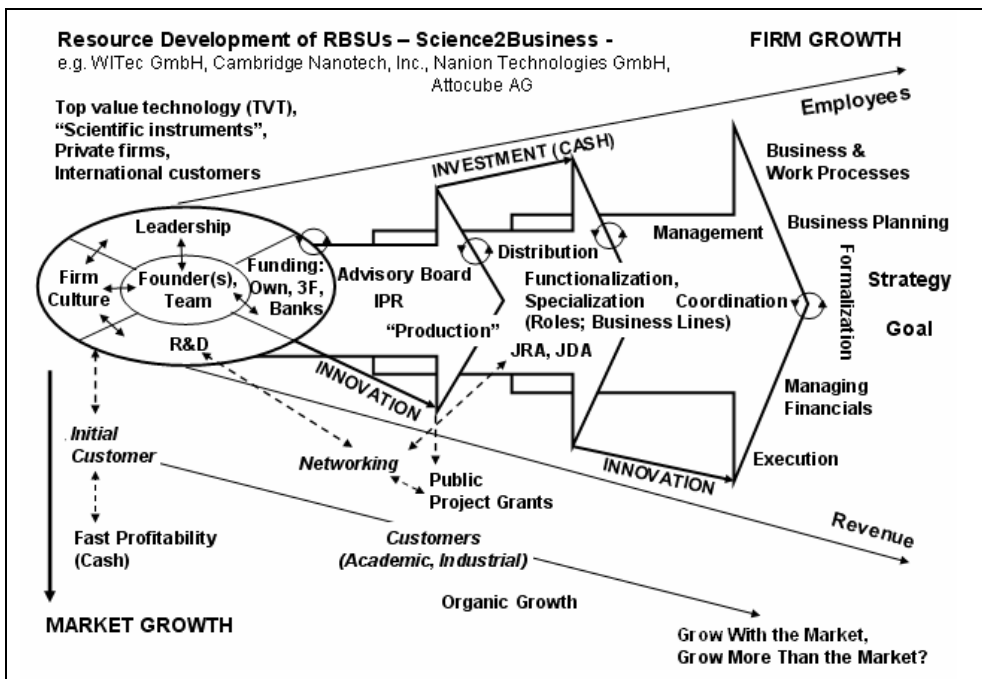 Resource Development of RBSUs – Science2Business -
e.g. WITec GmbH, Cambridge Nanotech, Inc., Nanion Technologies GmbH,
Attocube AG
FIRM GROWTH
Top value technology (TVT),
“Scientific instruments”,
Private firms,
International customers
Employees
INVESTMENT (CASH)
Business &
Work Processes
Leadership
Firm
Culture
Founder(s),
Team
Funding:
Own, 3F,
Banks
R&D
Advisory Board
IPR
“Production”
Distribution
Functionalization,
Specialization
(Roles; Business Lines)
JRA, JDA
Management
Coordination
Business Planning
Formalization
Strategy
Goal
Managing
Financials
Execution
INNOVATION
INNOVATION
Initial
Customer
Networking
Public
Project Grants
Fast Profitability
(Cash)
Customers
(Academic, Industrial)
Revenue
Organic Growth
MARKET GROWTH
Grow With the Market,
Grow More Than the Market?